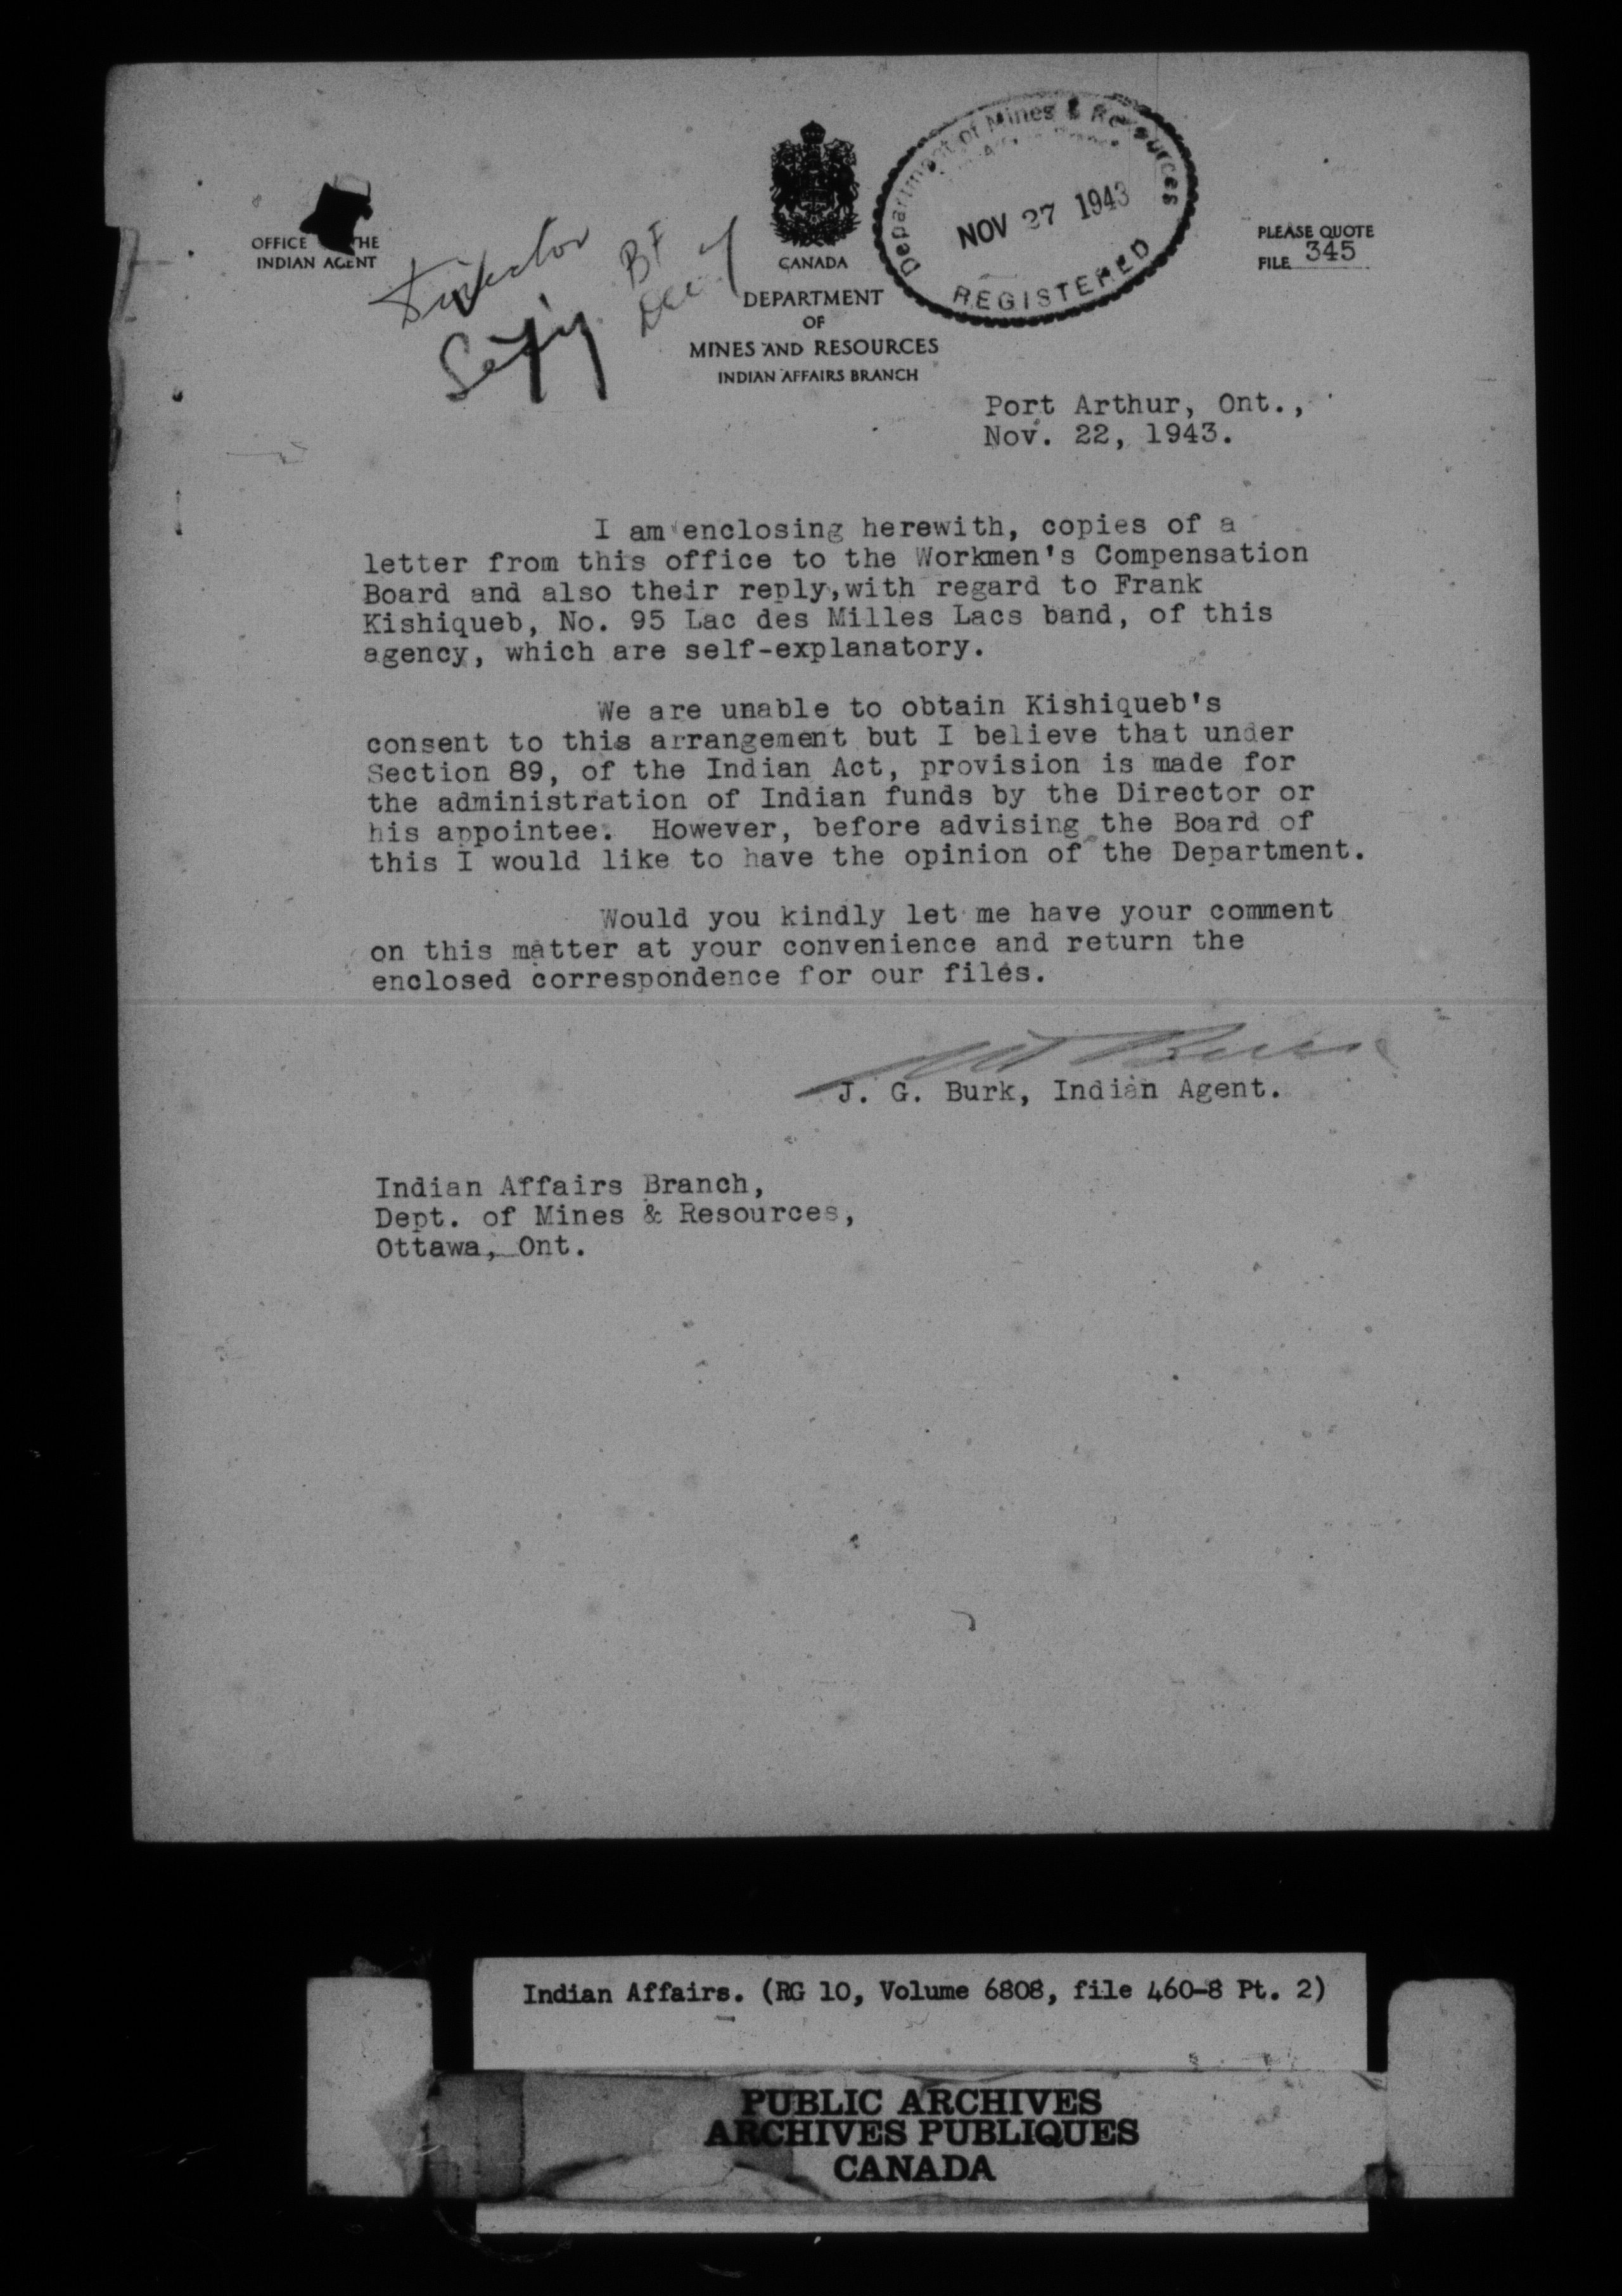 OFFICE THE
INDIAN AGENT
Director
BF
Dec 7
CANADA
DEPARTMENT
OF
MINES AND RESOURCES
INDIAN AFFAIRS BRANCH
Department of Mines & Resources
NOV 27 1943
REGISTERED
PLEASE QUOTE
FILE 345
Port Arthur, Ont.,
Nov. 22, 1943.
I am enclosing herewith, copies of a
letter from this office to the Workmen's Compensation
Board and also their reply,with regard to Frank
Kishiqueb, No. 95 Lac des Milles Lacs band, of this
agency, which are self-explanatory.
We are unable to obtain Kishiqueb's
consent to this arrangement but I believe that under
Section 89, of the Indian Act, provision is made for
the administration of Indian funds by the Director or
his appointee. However, before advising the Board of
this I would like to have the opinion of the Department.
Would you kindly let me have your comment
on this matter at your convenience and return the
enclosed correspondence for our files.
J. G. Burk, Indian Agent.
Indian Affairs Branch,
Dept. of Mines & Resources,
Ottawa, Ont.
Indian Affairs. (RG 10, Volume 6808, file 460-8 Pt. 2)
PUBLIC ARCHIVES
ARCHIVES PUBLIQUES
CANADA